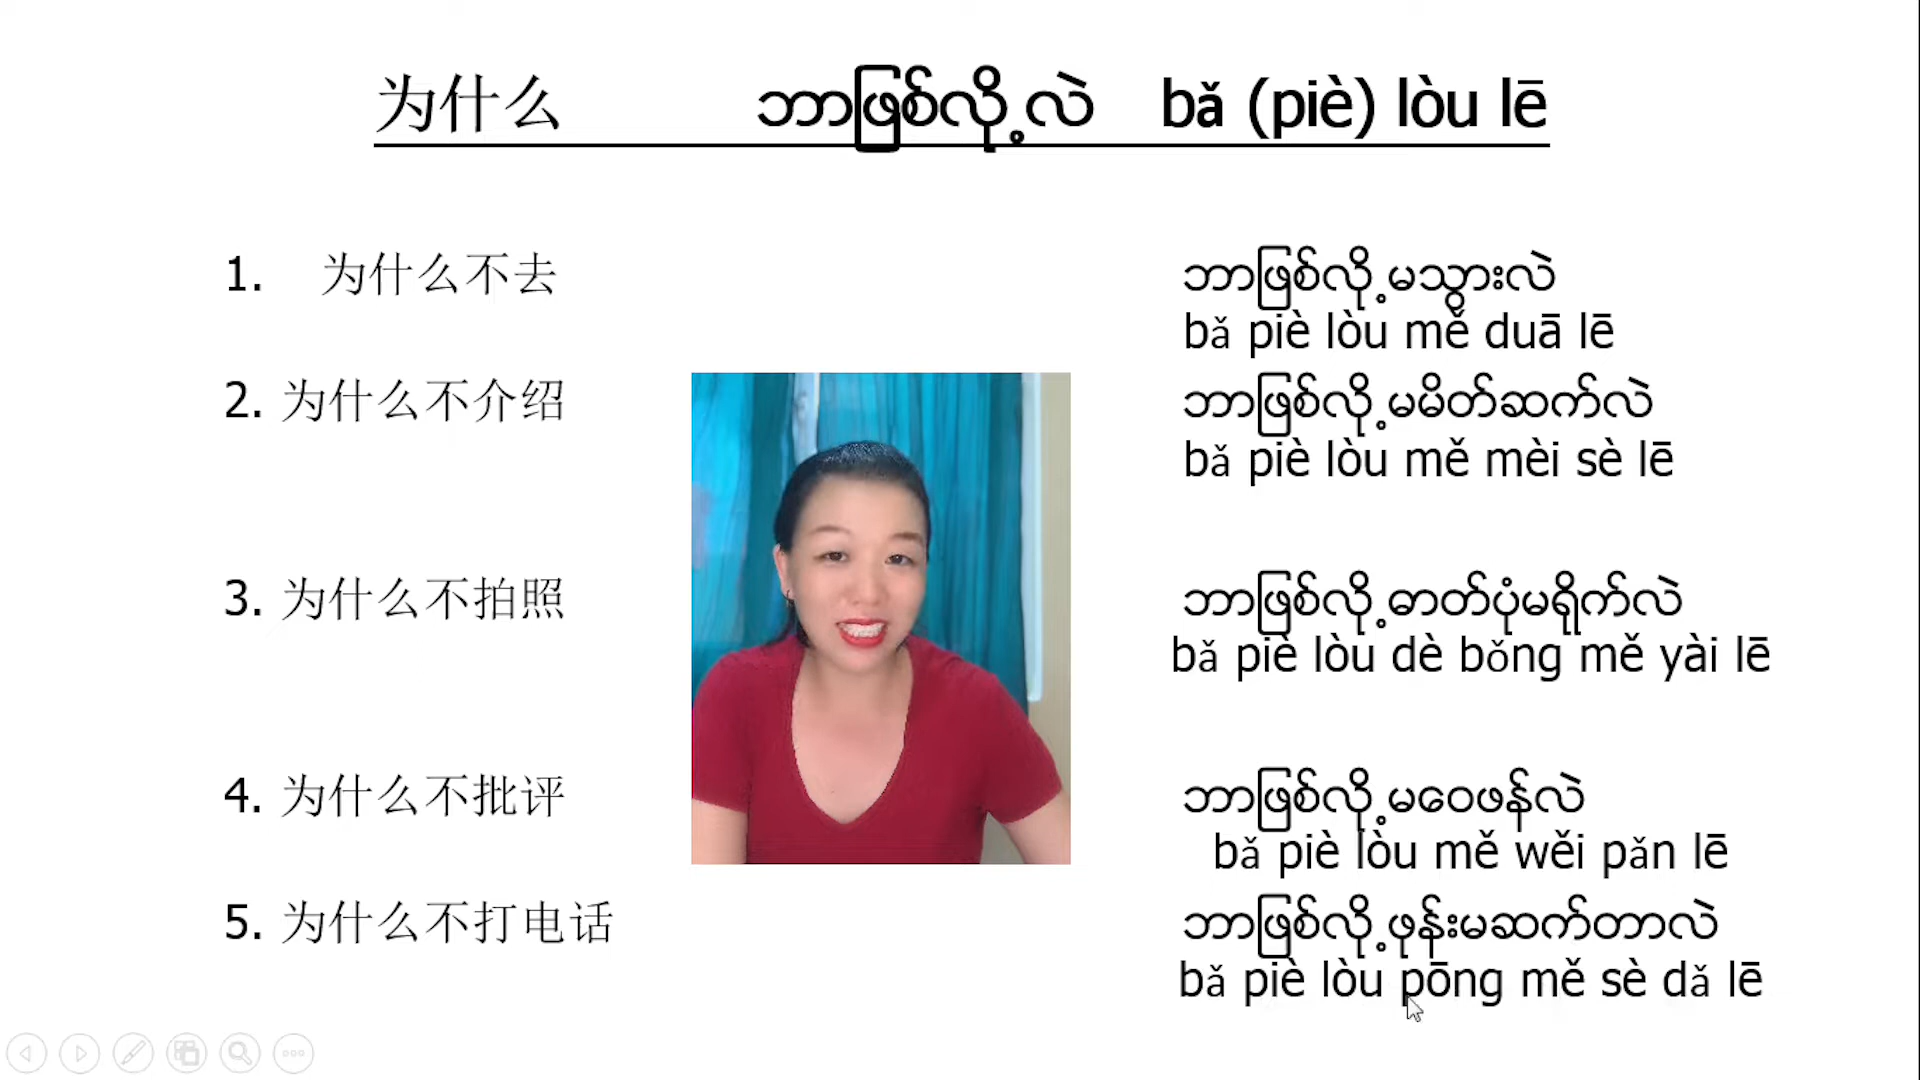 为什么 ဘာဖြစ်လို့လဲ bǎ (piè) lòu lē
1. 为什么不去 ဘာဖြစ်လို့မသွားလဲ
bǎ piè lòu mě duā lē
2. 为什么不介绍 ဘာဖြစ်လို့မမိတ်ဆက်လဲ
bǎ piè lòu mě mèi sè lē
3. 为什么不拍照 ဘာဖြစ်လို့ဓာတ်ပုံမရိုက်လဲ
bǎ piè lòu dè bǒng mě yài lē
4. 为什么不批评 ဘာဖြစ်လို့မဝေဖန်လဲ
bǎ piè lòu mě wěi pǎn lē
5. 为什么不打电话 ဘာဖြစ်လို့ဖုန်းမဆက်တာလဲ
bǎ piè lòu pōng mě sè dǎ lē